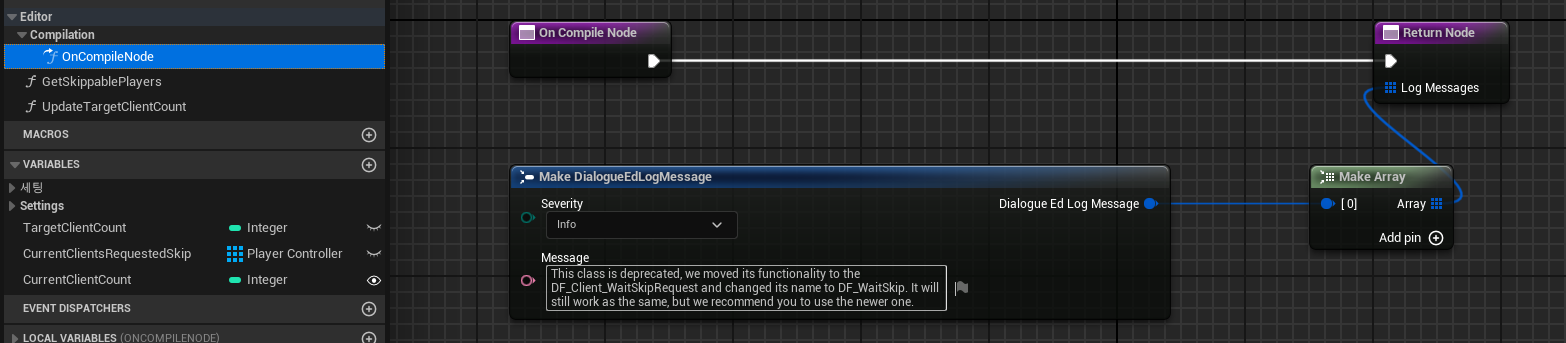 Editor
Compilation
OnCompileNode
GetSkippablePlayers
UpdateTargetClientCount
MACROS
VARIABLES
세팅
Settings
TargetClientCount Integer
CurrentClientsRequestedSkip Player Controller
CurrentClientCount Integer
EVENT DISPATCHERS
LOCAL VARIABLES (ONCOMPILENODE)
On Compile Node
Return Node
Log Messages
Make DialogueEdLogMessage
Severity
Info
Dialogue Ed Log Message
Message
This class is deprecated, we moved its functionality to the
DF_Client_WaitSkipRequest and changed its name to DF_WaitSkip. It will
still work as the same, but we recommend you to use the newer one.
Make Array
[ 0] Array
Add pin